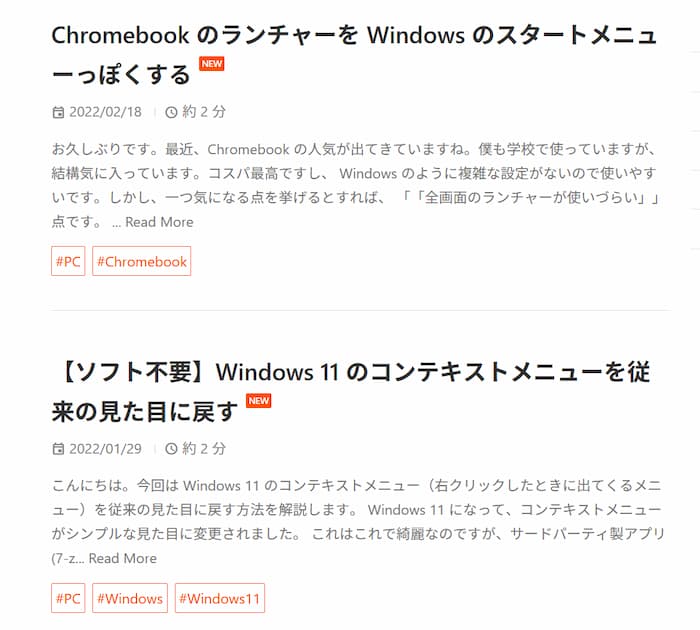 Chromebook のランチャーを Windows のスタートメニュ
ーっぽくする NEW
2022/02/18 約 2 分
お久しぶりです。最近、Chromebook の人気が出てきていますね。僕も学校で使っていますが、
結構気に入っています。コスパ最高ですし、 Windows のように複雑な設定がないので使いやす
いです。しかし、一つ気になる点を挙げるとすれば、 「「全画面のランチャーが使いづらい」」
点です。 ... Read More
#PC #Chromebook
【ソフト不要】Windows 11 のコンテキストメニューを従
来の見た目に戻す NEW
2022/01/29 約 2 分
こんにちは。今回は Windows 11 のコンテキストメニュー（右クリックしたときに出てくるメニ
ュー）を従来の見た目に戻す方法を解説します。 Windows 11 になって、コンテキストメニュー
がシンプルな見た目に変更されました。 これはこれで綺麗なのですが、サードパーティ製アプリ
(7-z... Read More
#PC #Windows #Windows11